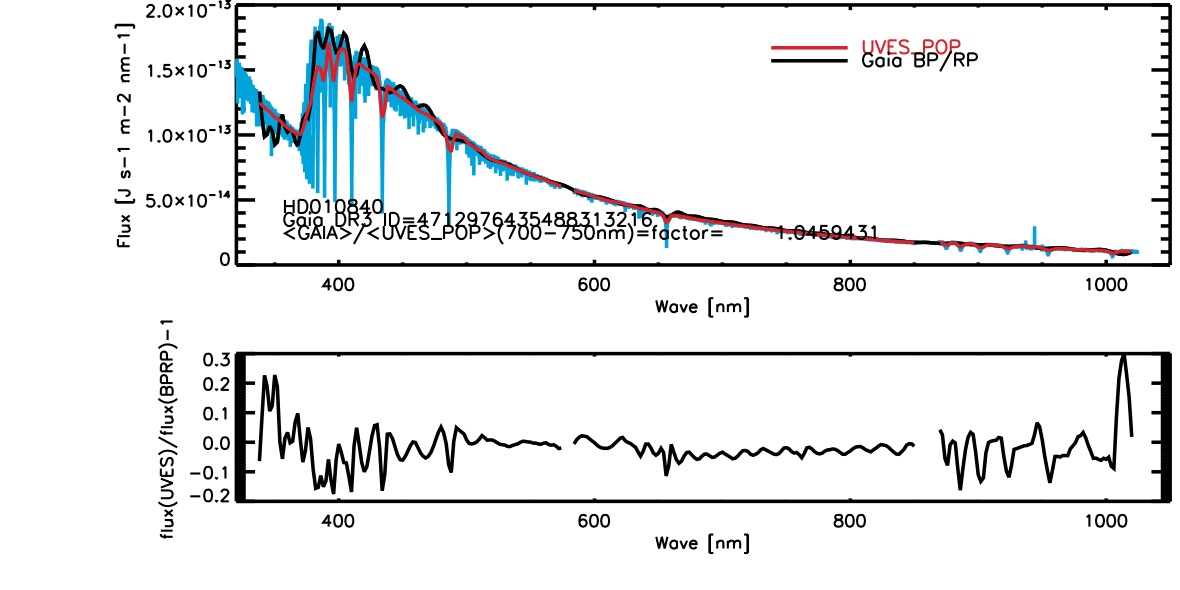 2.0×10−13
1.5×10−13
1.0×10−13
5.0×10−14
0
Flux [J s−1 m−2 nm−1]
UVES_POP
Gaia BP/RP
HD010840
Gaia DR3 ID=4712976435488313216
<GAIA>/<UVES_POP>(700−750nm)=factor= 1.0459431
400 600 800 1000
Wave [nm]
0.3
0.2
0.1
0.0
−0.1
−0.2
flux(UVES)/flux(BPRP)−1
400 600 800 1000
Wave [nm]